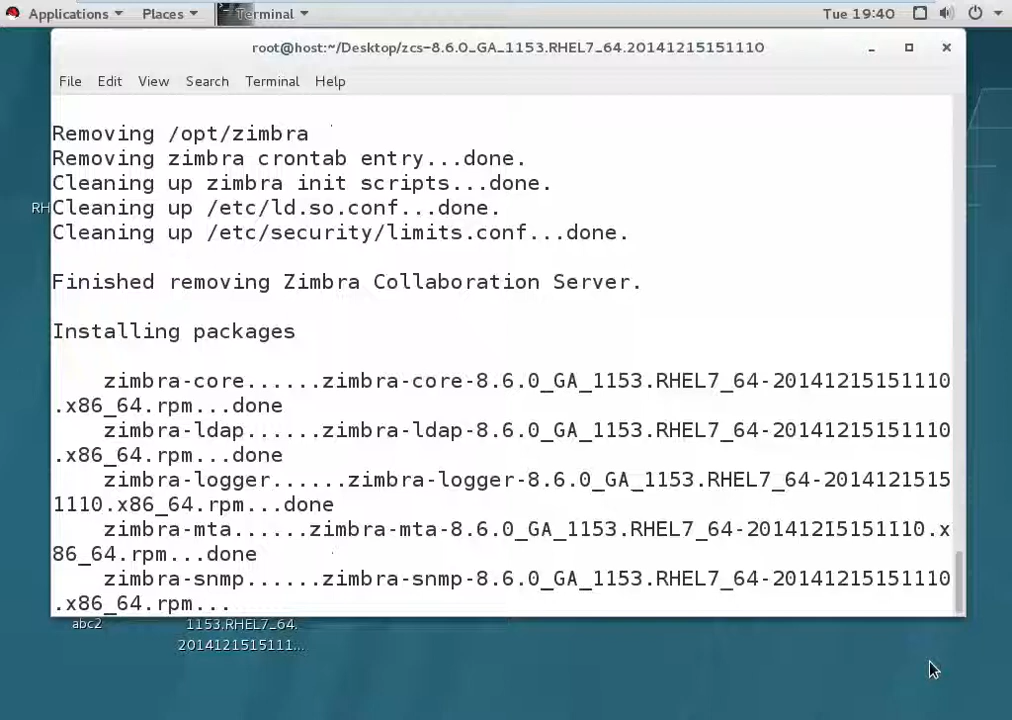 Applications Places Terminal Tue 19:40
root@host:~/Desktop/zcs-8.6.0_GA_1153.RHEL7_64.20141215151110
File Edit View Search Terminal Help
Removing /opt/zimbra
Removing zimbra crontab entry...done.
Cleaning up zimbra init scripts...done.
RH
Cleaning up /etc/ld.so.conf...done.
Cleaning up /etc/security/limits.conf...done.
Finished removing Zimbra Collaboration Server.
Installing packages
zimbra-core......zimbra-core-8.6.0_GA_1153.RHEL7_64-20141215151110
.x86_64.rpm...done
zimbra-ldap......zimbra-ldap-8.6.0_GA_1153.RHEL7_64-20141215151110
.x86_64.rpm...done
zimbra-logger......zimbra-logger-8.6.0_GA_1153.RHEL7_64-2014121515
1110.x86_64.rpm...done
zimbra-mta......zimbra-mta-8.6.0_GA_1153.RHEL7_64-20141215151110.x
86_64.rpm...done
zimbra-snmp......zimbra-snmp-8.6.0_GA_1153.RHEL7_64-20141215151110
.x86_64.rpm...
abc2
1153.RHEL7_64.
2014121515111...